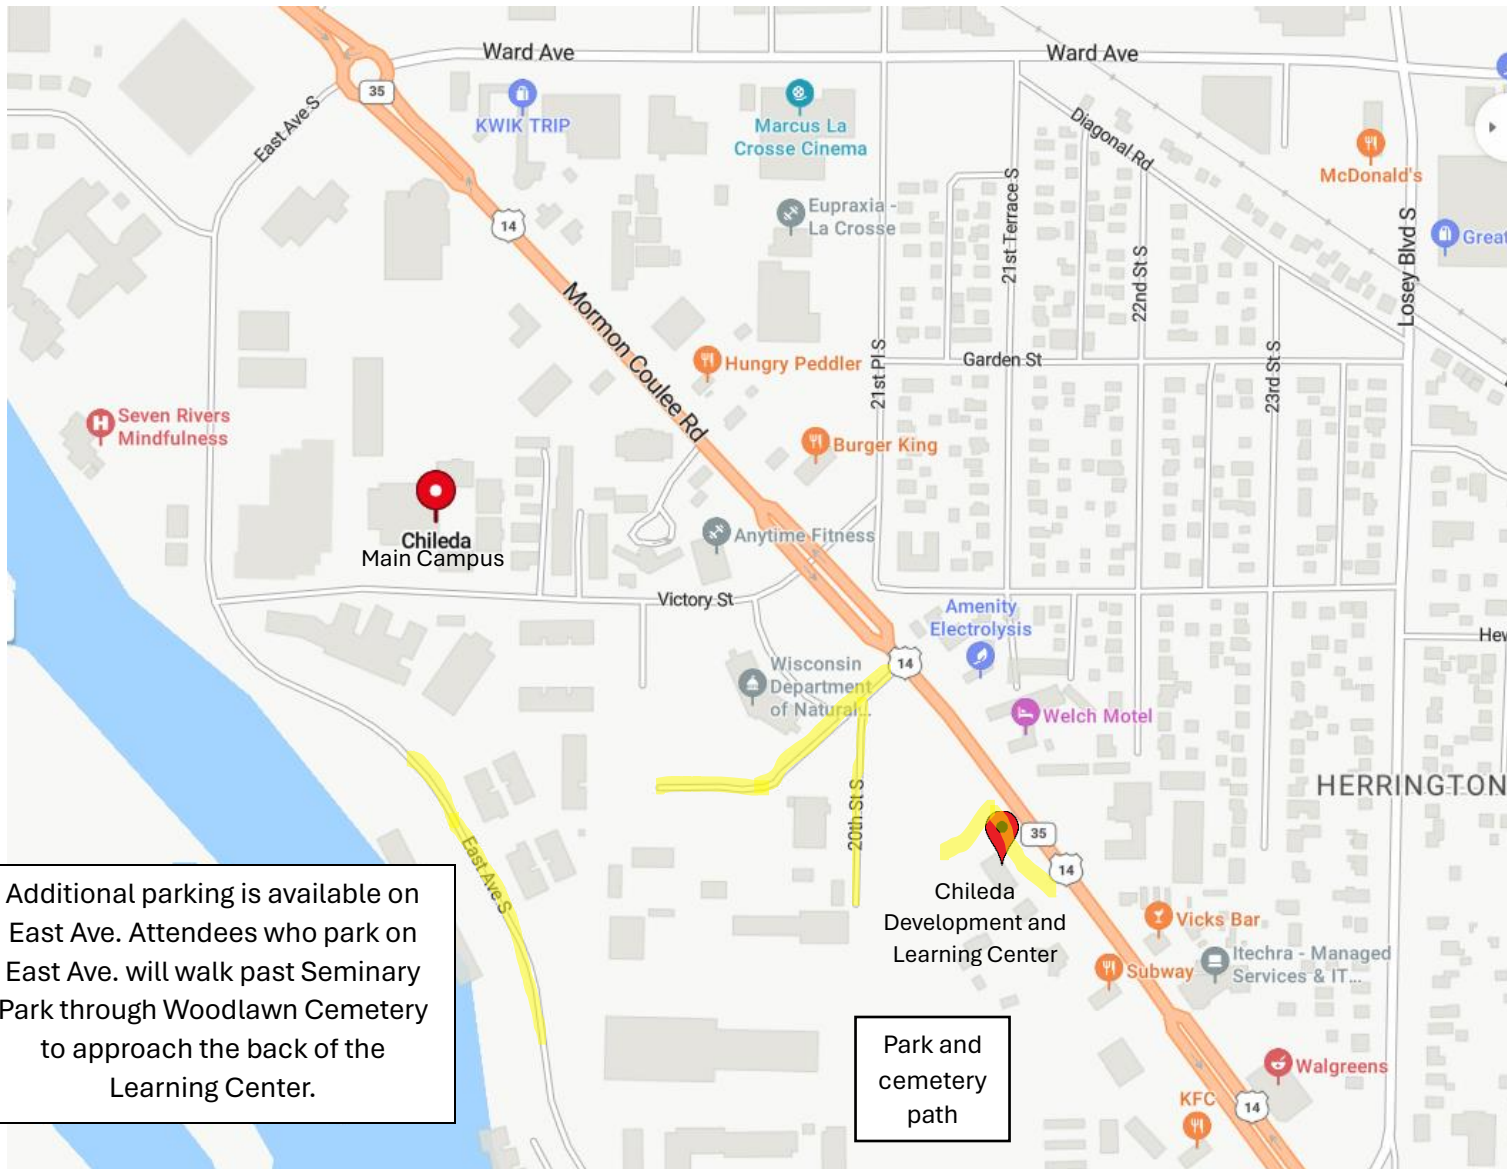 Ward Ave
Ward Ave
35
East Ave S
KWIK TRIP
Marcus La
Crosse Cinema
Diagonal Rd
McDonald's
Eupraxia -
La Crosse
21st Terrace S
14
22nd St S
Losey Blvd S
Great
Mormon Coulee Rd
Hungry Peddler
21st Pl S
Garden St
23rd St S
Seven Rivers
Mindfulness
Burger King
Chileda
Main Campus
Anytime Fitness
Victory St
Amenity
Electrolysis
Hew
14
Wisconsin
Department
of Natural...
Welch Motel
HERRINGTON
20th St S
35
14
East Ave S
Chileda
Development and
Learning Center
Vicks Bar
Itechra - Managed
Services & IT...
Subway
Additional parking is available on
East Ave. Attendees who park on
East Ave. will walk past Seminary
Park through Woodlawn Cemetery
to approach the back of the
Learning Center.
Park and
cemetery
path
Walgreens
KFC
14